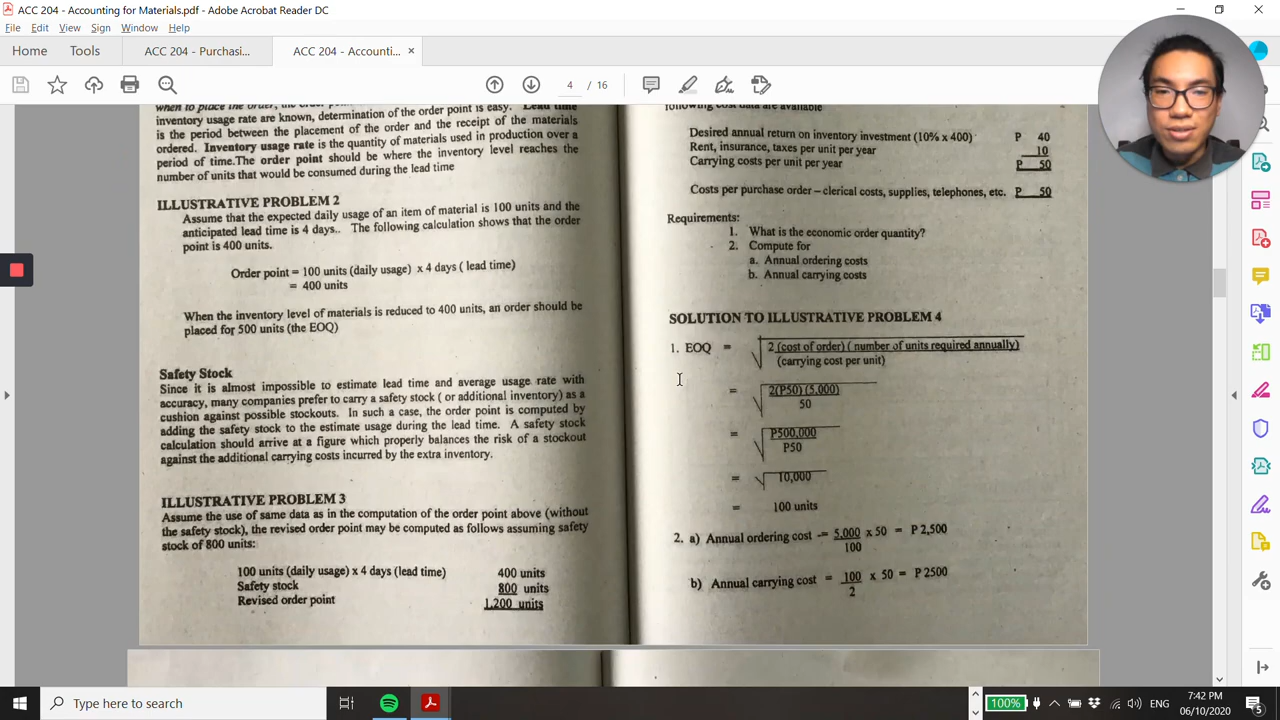 ACC 204 - Accounting for Materials.pdf - Adobe Acrobat Reader DC
File Edit View Sign Window Help
Home Tools ACC 204 - Purchasi... ACC 204 - Accounti... ×
4 / 16
when to place the order, the order
inventory usage rate are known, determination of the order point is easy. Lead time
is the period between the placement of the order and the receipt of the materials
ordered. Inventory usage rate is the quantity of materials used in production over a
period of time.The order point should be where the inventory level reaches the
number of units that would be consumed during the lead time
ILLUSTRATIVE PROBLEM 2
Assume that the expected daily usage of an item of material is 100 units and the
anticipated lead time is 4 days.. The following calculation shows that the order
point is 400 units.
Order point = 100 units (daily usage) x 4 days ( lead time)
= 400 units
When the inventory level of materials is reduced to 400 units, an order should be
placed for 500 units (the EOQ)
Safety Stock
Since it is almost impossible to estimate lead time and average usage rate with
accuracy, many companies prefer to carry a safety stock ( or additional inventory) as a
cushion against possible stockouts. In such a case, the order point is computed by
adding the safety stock to the estimate usage during the lead time. A safety stock
calculation should arrive at a figure which properly balances the risk of a stockout
against the additional carrying costs incurred by the extra inventory.
ILLUSTRATIVE PROBLEM 3
Assume the use of same data as in the computation of the order point above (without
the safety stock), the revised order point may be computed as follows assuming safety
stock of 800 units:
100 units (daily usage) x 4 days (lead time) 400 units
Safety stock 800 units
Revised order point 1,200 units
following cost data are available
Desired annual return on inventory investment (10% x 400) P 40
Rent, insurance, taxes per unit per year 10
Carrying costs per unit per year P 50
Costs per purchase order – clerical costs, supplies, telephones, etc. P 50
Requirements:
1. What is the economic order quantity?
2. Compute for
a. Annual ordering costs
b. Annual carrying costs
SOLUTION TO ILLUSTRATIVE PROBLEM 4
1. EOQ = √ 2 (cost of order) ( number of units required annually)
(carrying cost per unit)
= √ 2(P50) (5,000)
50
= √ P500,000
P50
= √ 10,000
= 100 units
2. a) Annual ordering cost = 5,000 x 50 = P 2,500
100
b) Annual carrying cost = 100 x 50 = P 2500
2
Type here to search
100%
ENG
7:42 PM
06/10/2020
5